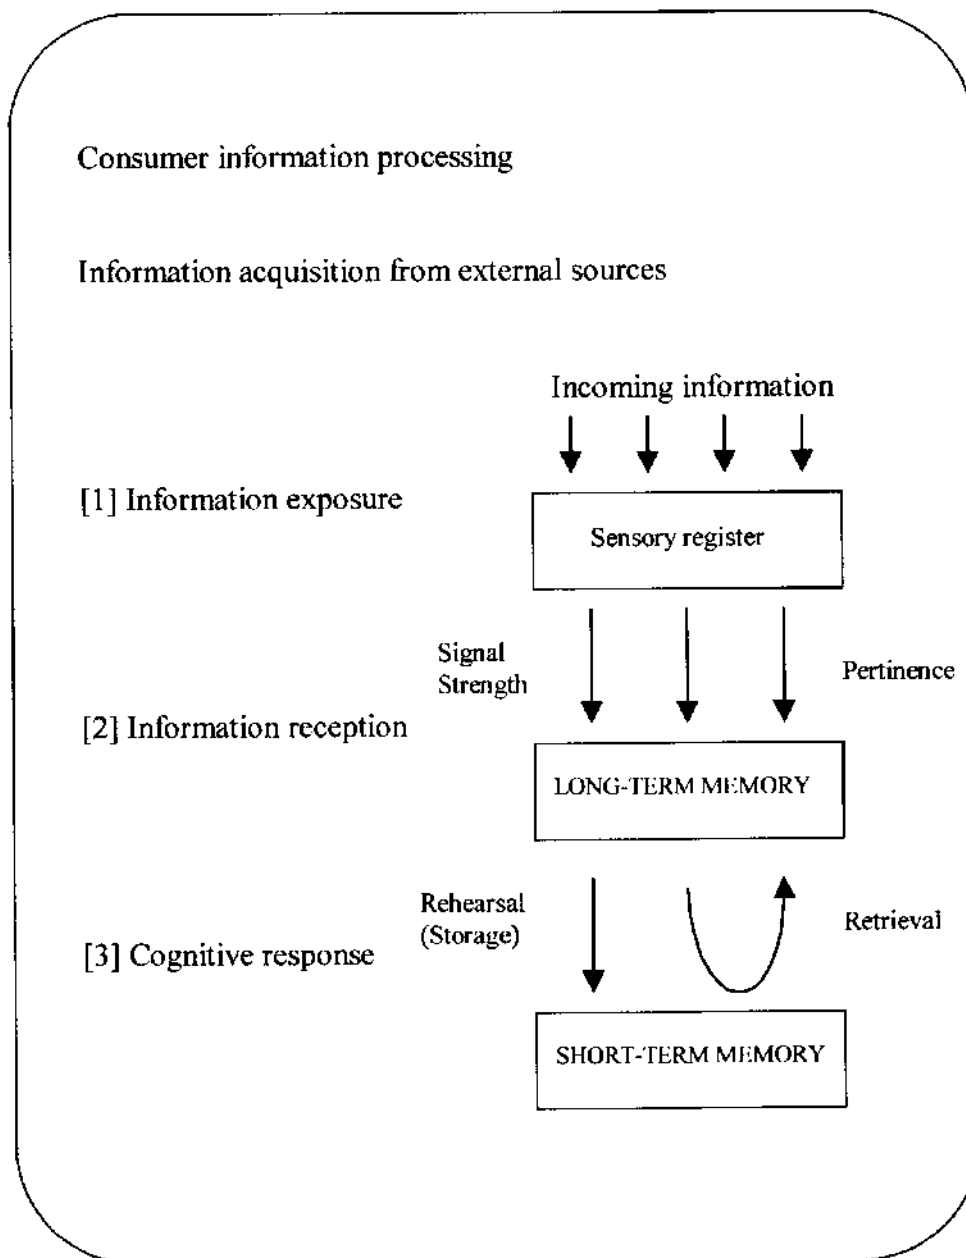 Consumer information processing
Information acquisition from external sources
Incoming information
[1] Information exposure
Sensory register
Signal
Strength
Pertinence
[2] Information reception
LONG-TERM MEMORY
Rehearsal
(Storage)
Retrieval
[3] Cognitive response
SHORT-TERM MEMORY